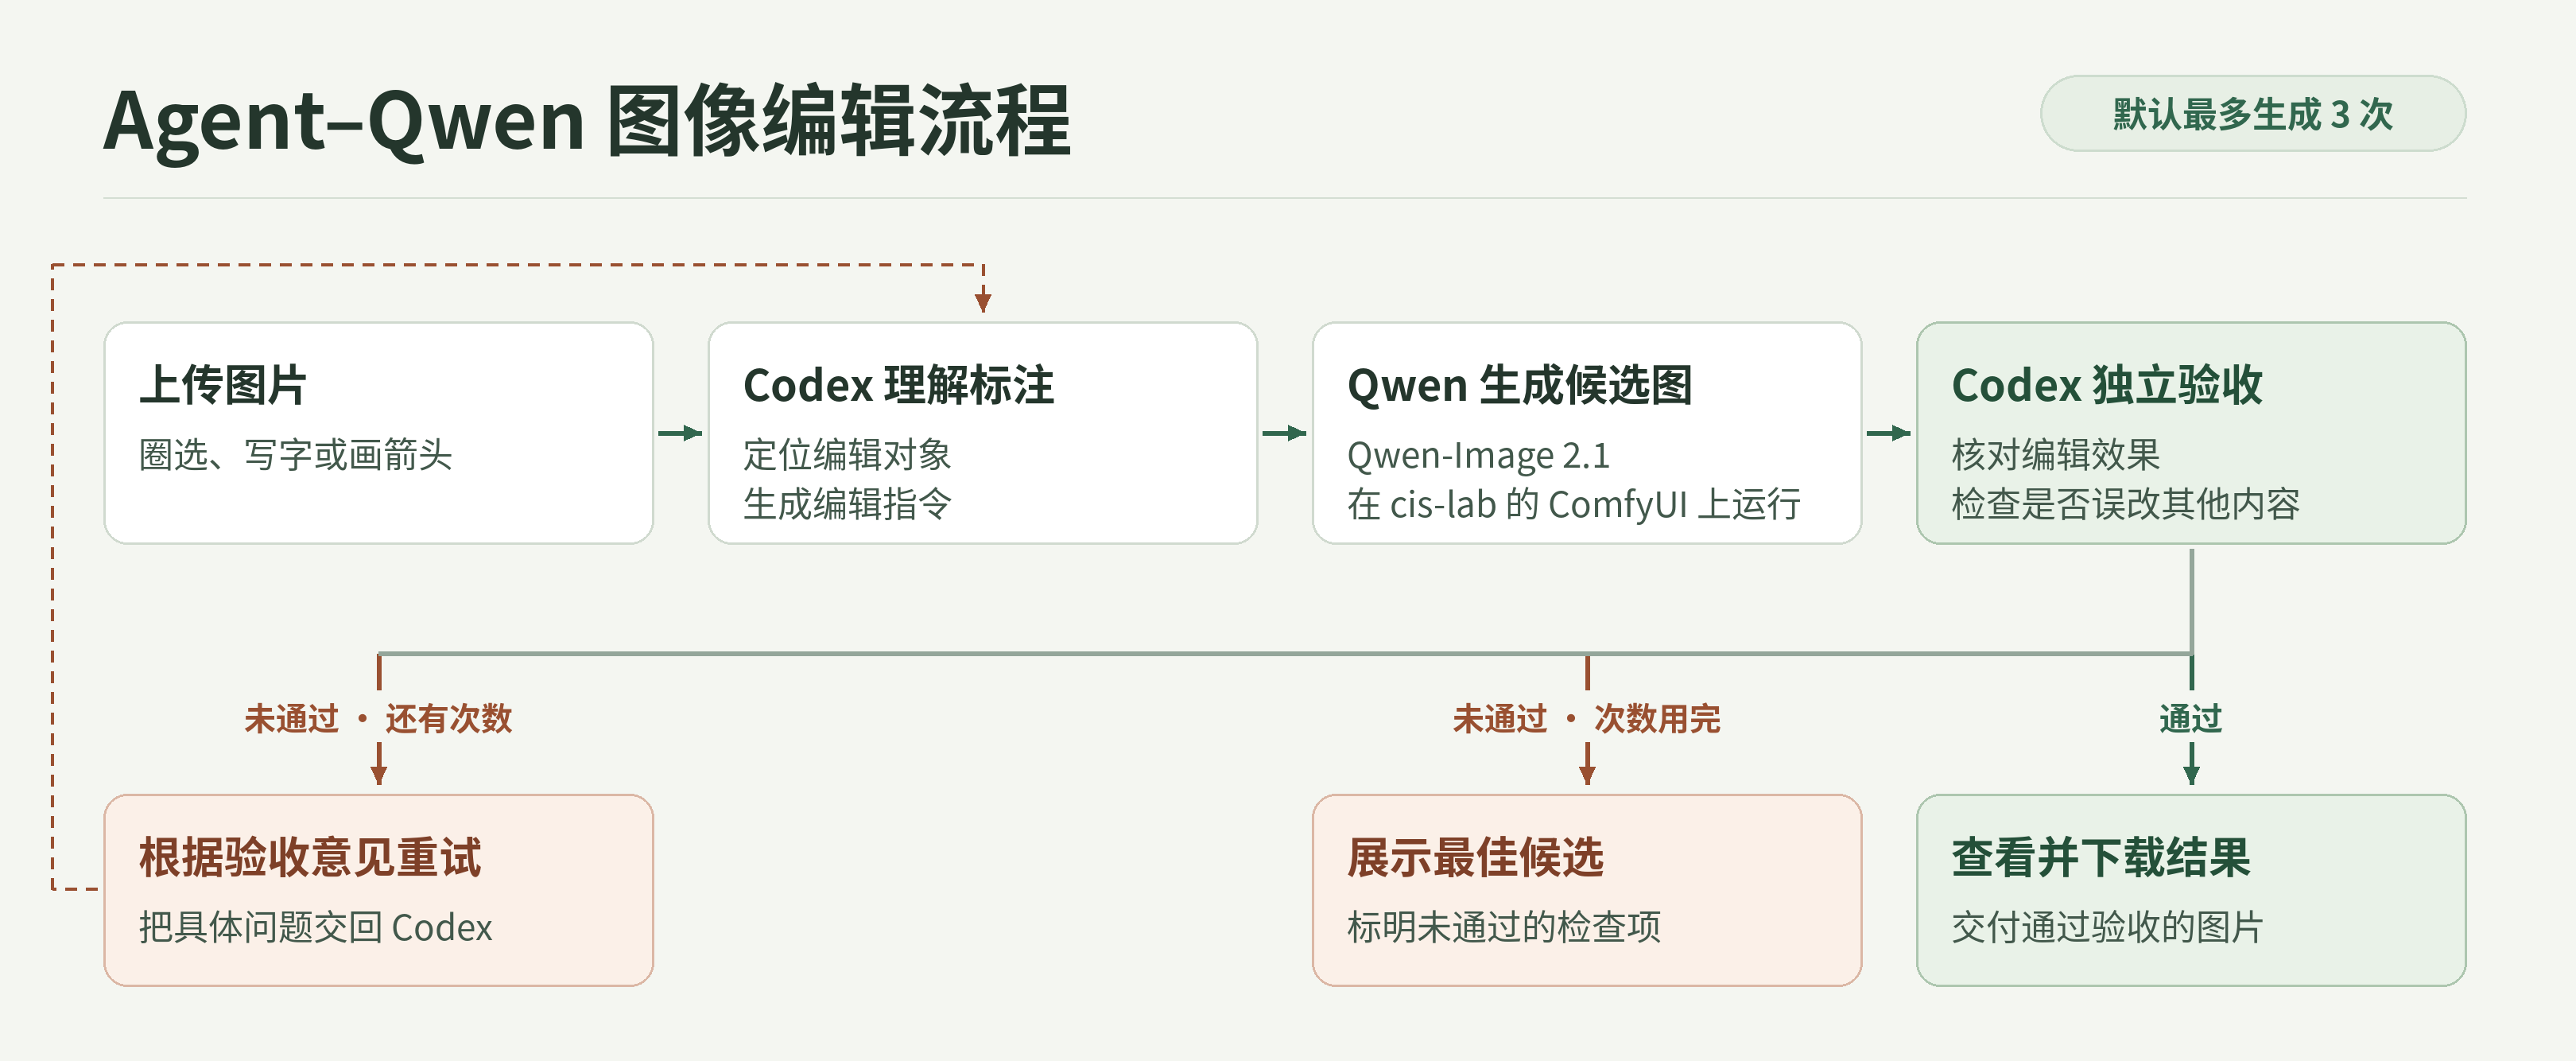 Agent–Qwen 图像编辑流程
默认最多生成 3 次
上传图片
圈选、写字或画箭头
Codex 理解标注
定位编辑对象
生成编辑指令
Qwen 生成候选图
Qwen-Image 2.1
在 cis-lab 的 ComfyUI 上运行
Codex 独立验收
核对编辑效果
检查是否误改其他内容
未通过 · 还有次数
未通过 · 次数用完
通过
根据验收意见重试
把具体问题交回 Codex
展示最佳候选
标明未通过的检查项
查看并下载结果
交付通过验收的图片